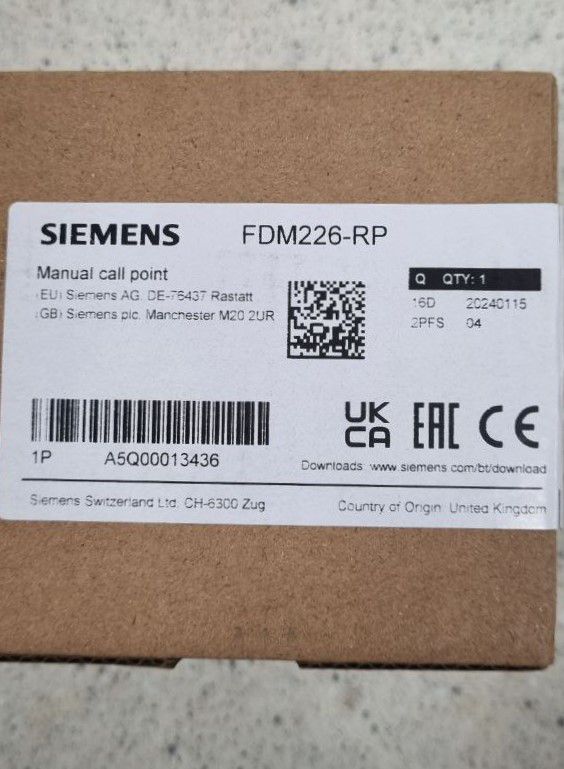 SIEMENS FDM226-RP
Manual call point
(EU) Siemens AG, DE-76437 Rastatt
(GB) Siemens plc, Manchester M20 2UR
Q QTY: 1
16D 20240115
2PFS 04
UK
CA
EAC
CE
1P A5Q00013436
Downloads: www.siemens.com/bt/download
Siemens Switzerland Ltd. CH-6300 Zug
Country of Origin: United Kingdom